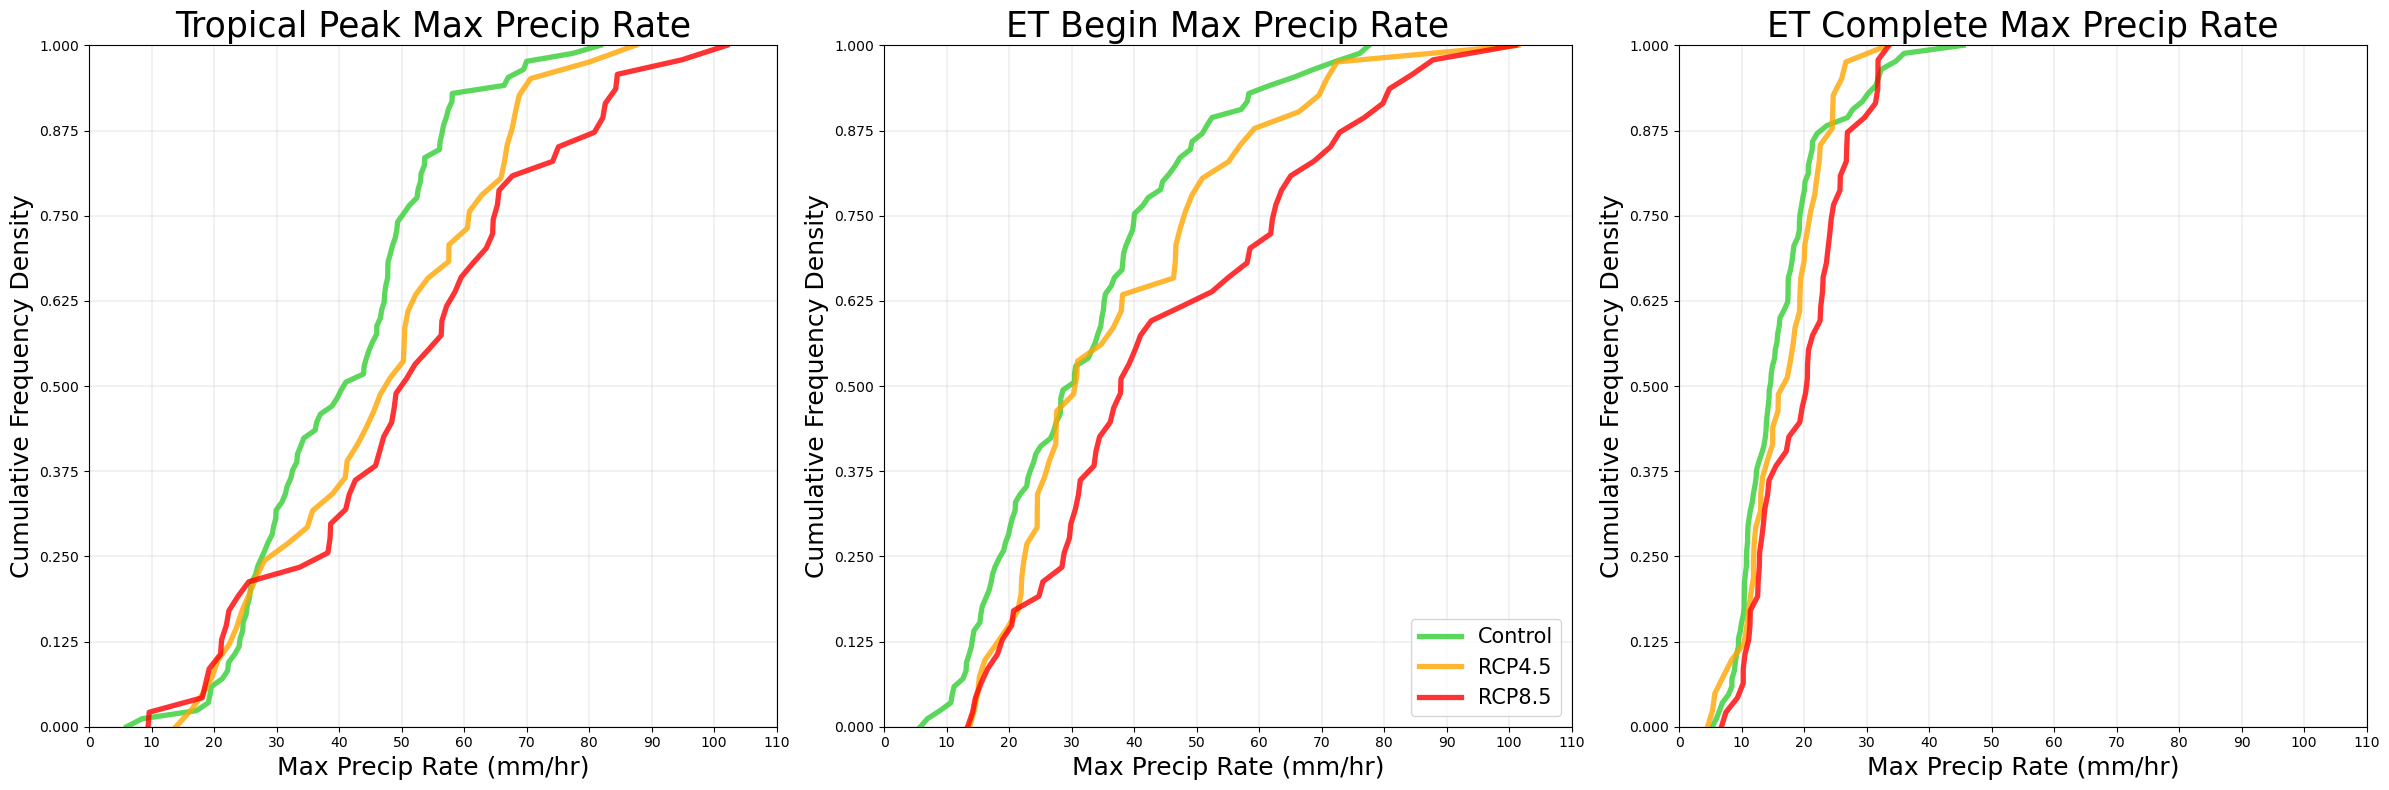 Tropical Peak Max Precip Rate
Cumulative Frequency Density
1.000
0.875
0.750
0.625
0.500
0.375
0.250
0.125
0.000
0 10 20 30 40 50 60 70 80 90 100 110
Max Precip Rate (mm/hr)
ET Begin Max Precip Rate
Cumulative Frequency Density
1.000
0.875
0.750
0.625
0.500
0.375
0.250
0.125
0.000
Control
RCP4.5
RCP8.5
0 10 20 30 40 50 60 70 80 90 100 110
Max Precip Rate (mm/hr)
ET Complete Max Precip Rate
Cumulative Frequency Density
1.000
0.875
0.750
0.625
0.500
0.375
0.250
0.125
0.000
0 10 20 30 40 50 60 70 80 90 100 110
Max Precip Rate (mm/hr)